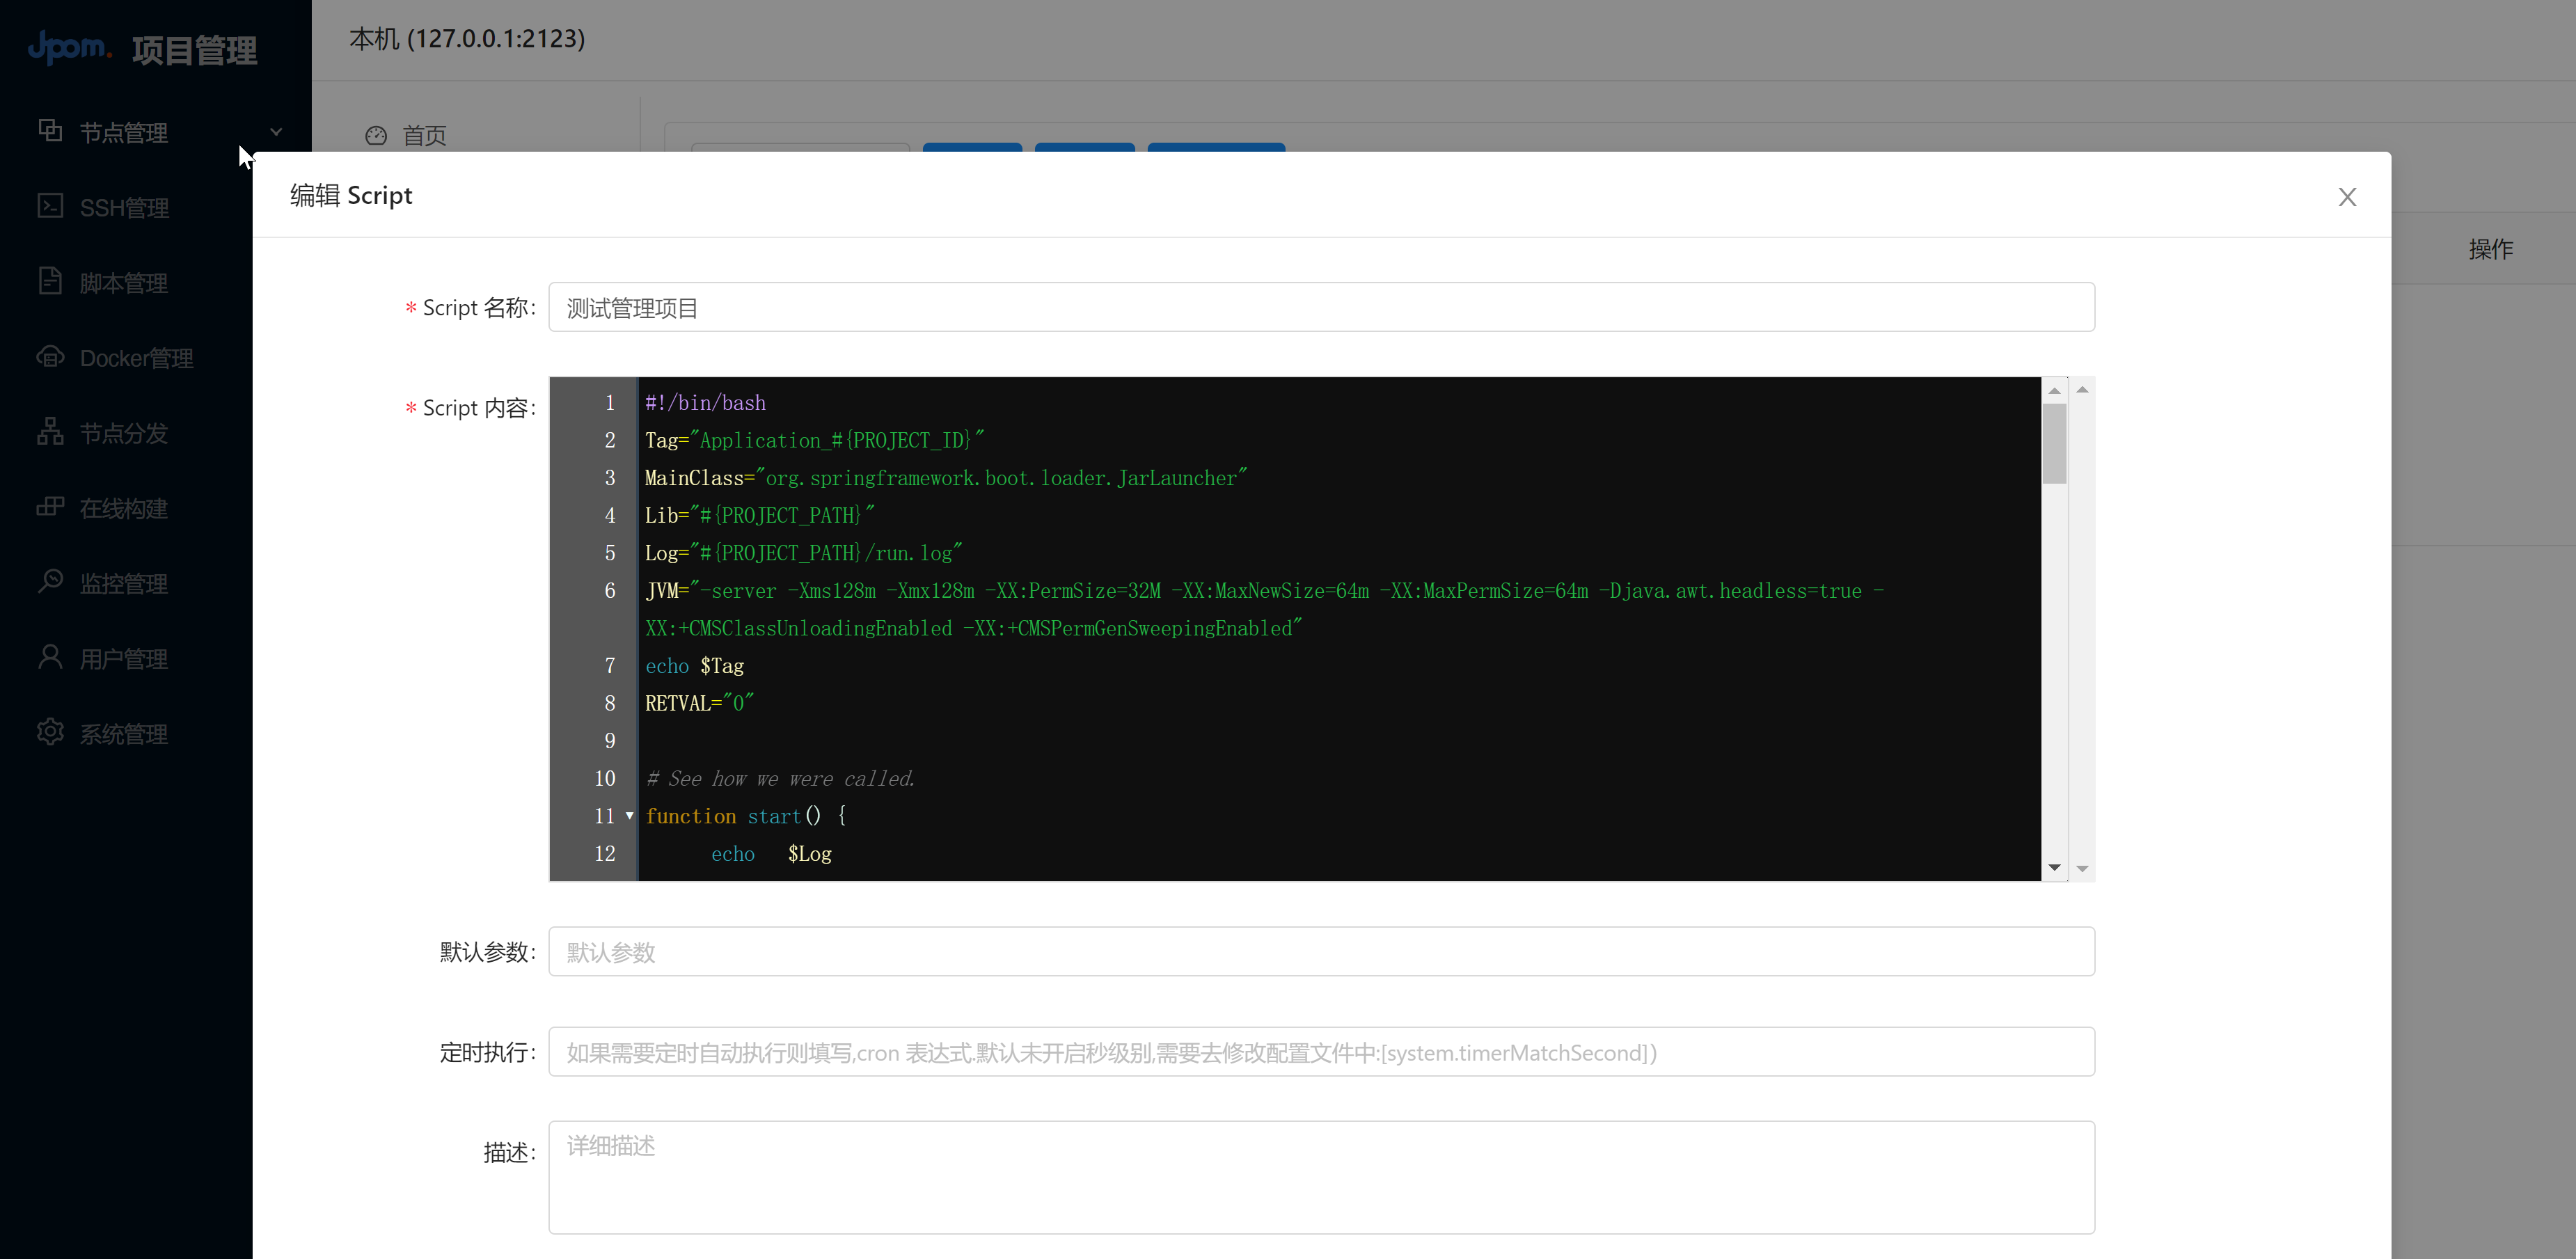 Jpom. 项目管理
节点管理
SSH管理
脚本管理
Docker管理
节点分发
在线构建
监控管理
用户管理
系统管理
本机 (127.0.0.1:2123)
首页
操作
编辑 Script
* Script 名称:
测试管理项目
* Script 内容:
1 #!/bin/bash
2 Tag="Application_#{PROJECT_ID}"
3 MainClass="org.springframework.boot.loader.JarLauncher"
4 Lib="#{PROJECT_PATH}"
5 Log="#{PROJECT_PATH}/run.log"
6 JVM="-server -Xms128m -Xmx128m -XX:PermSize=32M -XX:MaxNewSize=64m -XX:MaxPermSize=64m -Djava.awt.headless=true -
XX:+CMSClassUnloadingEnabled -XX:+CMSPermGenSweepingEnabled"
7 echo $Tag
8 RETVAL="0"
9
10 # See how we were called.
11 function start() {
12 echo $Log
默认参数:
默认参数
定时执行:
如果需要定时自动执行则填写,cron 表达式.默认未开启秒级别,需要去修改配置文件中:[system.timerMatchSecond])
描述:
详细描述